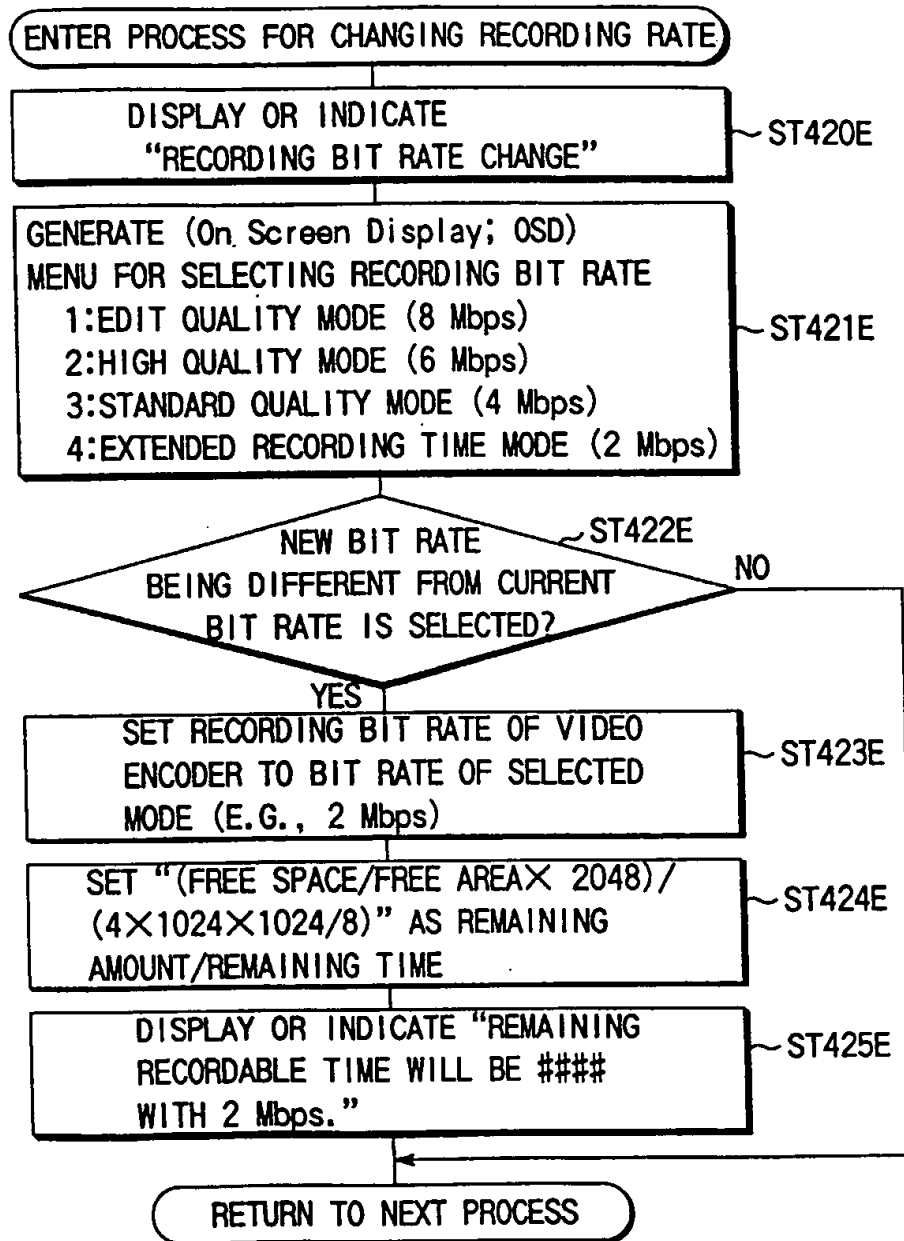 ENTER PROCESS FOR CHANGING RECORDING RATE
DISPLAY OR INDICATE
“RECORDING BIT RATE CHANGE”
ST420E
GENERATE (On Screen Display; OSD)
MENU FOR SELECTING RECORDING BIT RATE
1:EDIT QUALITY MODE (8 Mbps)
2:HIGH QUALITY MODE (6 Mbps)
3:STANDARD QUALITY MODE (4 Mbps)
4:EXTENDED RECORDING TIME MODE (2 Mbps)
ST421E
ST422E
NEW BIT RATE
BEING DIFFERENT FROM CURRENT
BIT RATE IS SELECTED?
NO
YES
SET RECORDING BIT RATE OF VIDEO
ENCODER TO BIT RATE OF SELECTED
MODE (E.G., 2 Mbps)
ST423E
SET “(FREE SPACE/FREE AREA× 2048)/
(4×1024×1024/8)” AS REMAINING
AMOUNT/REMAINING TIME
ST424E
DISPLAY OR INDICATE “REMAINING
RECORDABLE TIME WILL BE ####
WITH 2 Mbps.”
ST425E
RETURN TO NEXT PROCESS